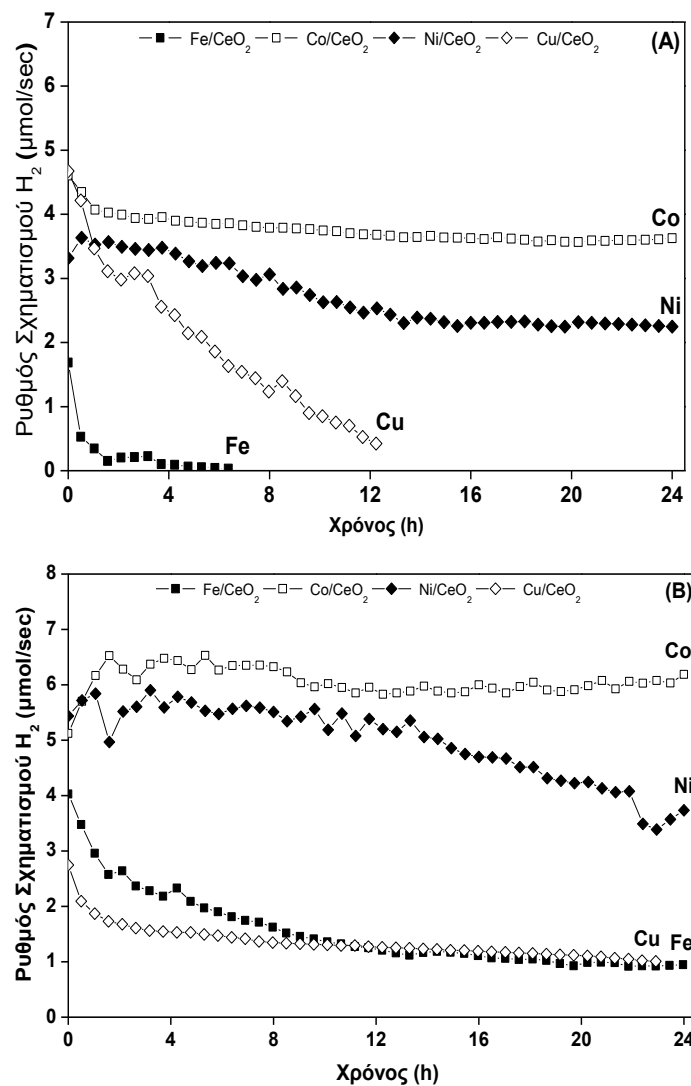 Fe/CeO₂ Co/CeO₂ Ni/CeO₂ Cu/CeO₂ (A)
Ρυθμός Σχηματισμού H₂ (μmol/sec)
7
6
5
4
3
2
1
0
Co
Ni
Cu
Fe
0 4 8 12 16 20 24
Χρόνος (h)
Fe/CeO₂ Co/CeO₂ Ni/CeO₂ Cu/CeO₂ (B)
Ρυθμός Σχηματισμού H₂ (μmol/sec)
8
7
6
5
4
3
2
1
0
Co
Ni
Cu Fe
0 4 8 12 16 20 24
Χρόνος (h)